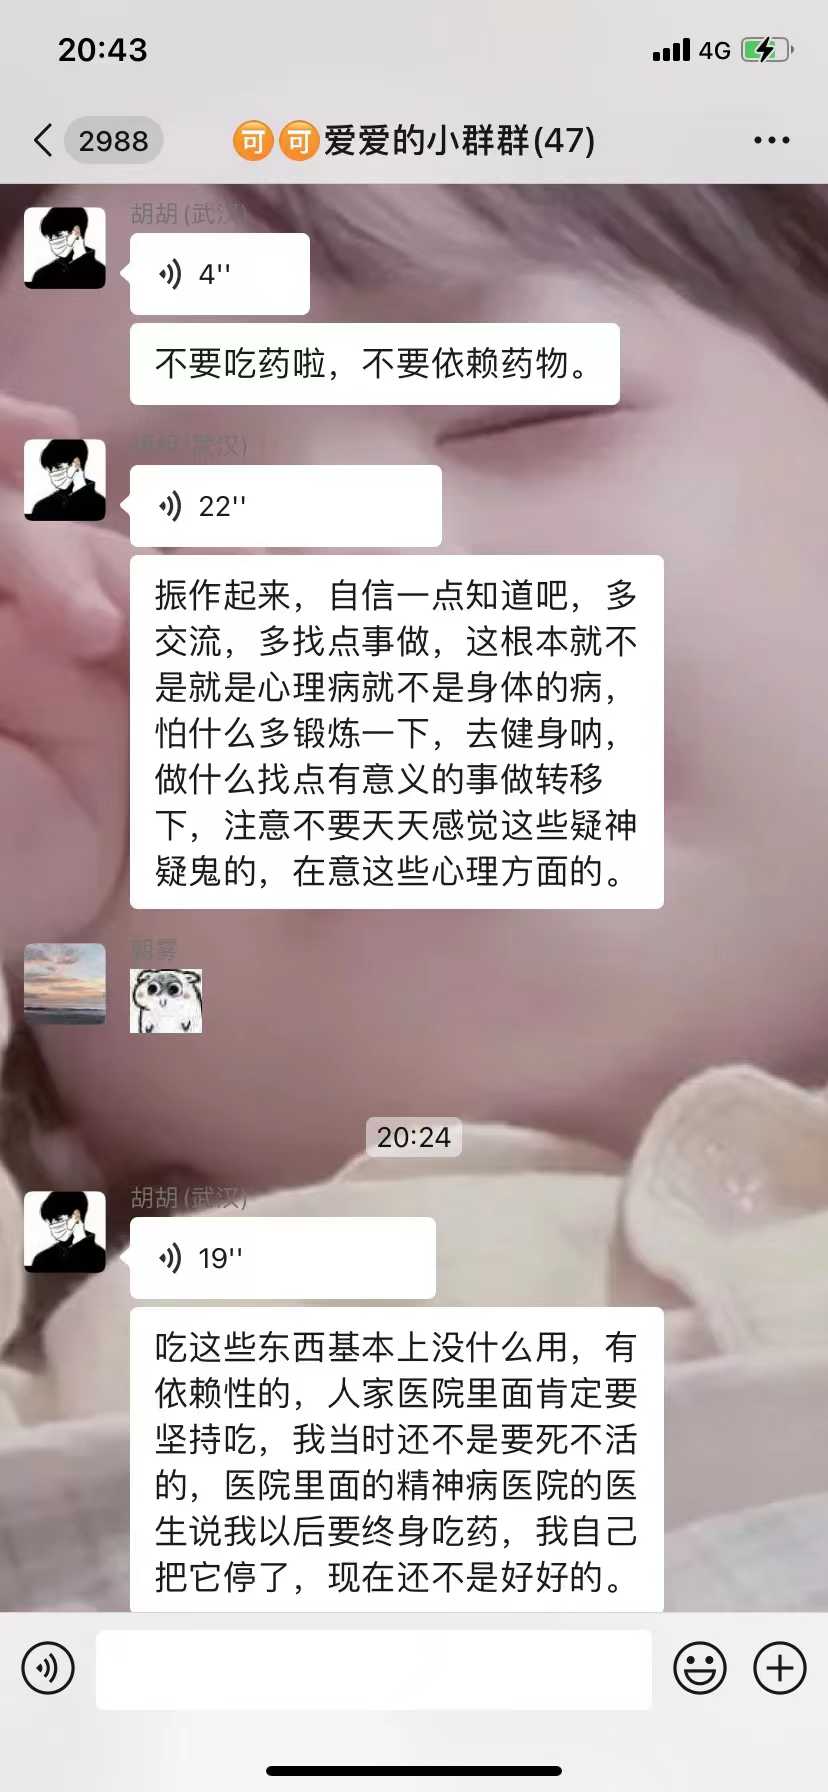 20:43
4G
2988
🉑🉑爱爱的小群群(47)
胡胡(武汉)
4''
不要吃药啦，不要依赖药物。
胡胡(武汉)
22''
振作起来，自信一点知道吧，多
交流，多找点事做，这根本就不
是就是心理病就不是身体的病，
怕什么多锻炼一下，去健身呐，
做什么找点有意义的事做转移
下，注意不要天天感觉这些疑神
疑鬼的，在意这些心理方面的。
朝雾
20:24
胡胡(武汉)
19''
吃这些东西基本上没什么用，有
依赖性的，人家医院里面肯定要
坚持吃，我当时还不是要死不活
的，医院里面的精神病医院的医
生说我以后要终身吃药，我自己
把它停了，现在还不是好好的。